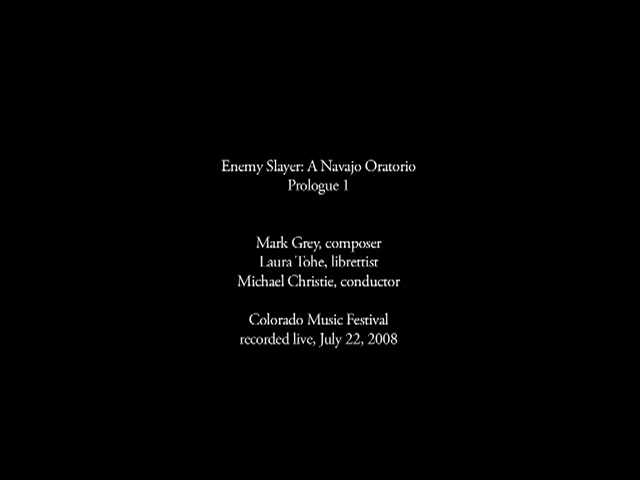 Enemy Slayer: A Navajo Oratorio
Prologue 1
Mark Grey, composer
Laura Tohe, librettist
Michael Christie, conductor
Colorado Music Festival
recorded live, July 22, 2008